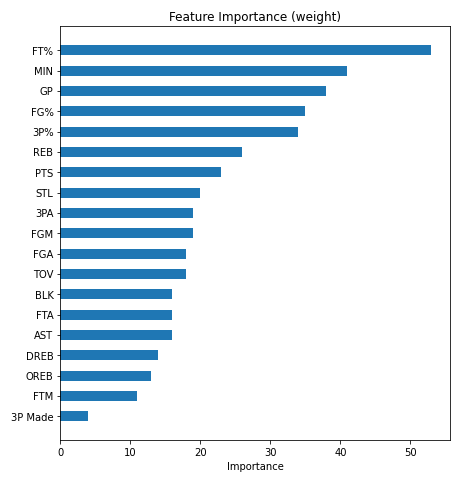 Feature Importance (weight)
FT%
MIN
GP
FG%
3P%
REB
PTS
STL
3PA
FGM
FGA
TOV
BLK
FTA
AST
DREB
OREB
FTM
3P Made
0 10 20 30 40 50
Importance